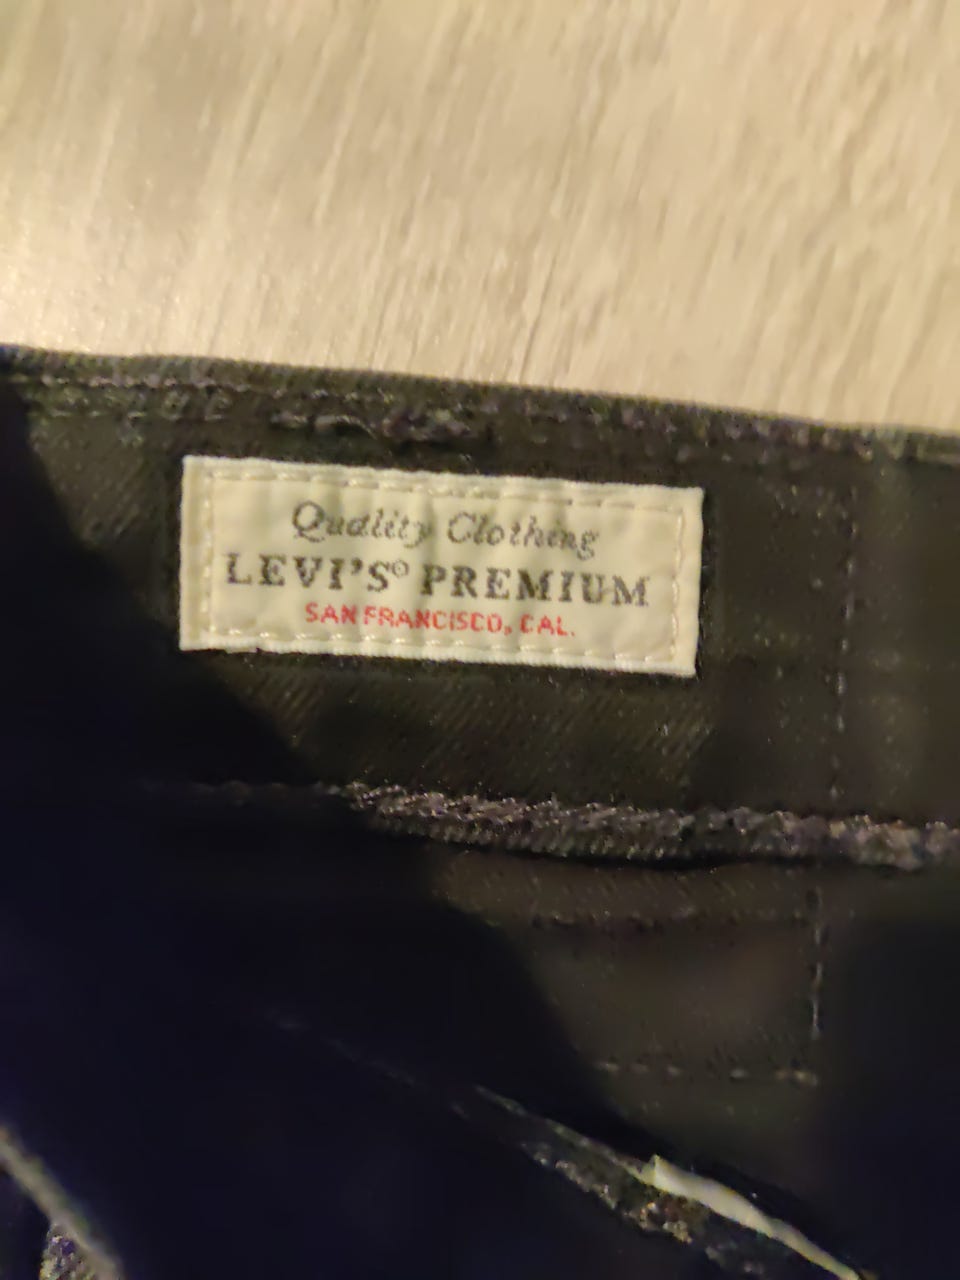 Quality Clothing
LEVI'S® PREMIUM
SAN FRANCISCO, CAL.